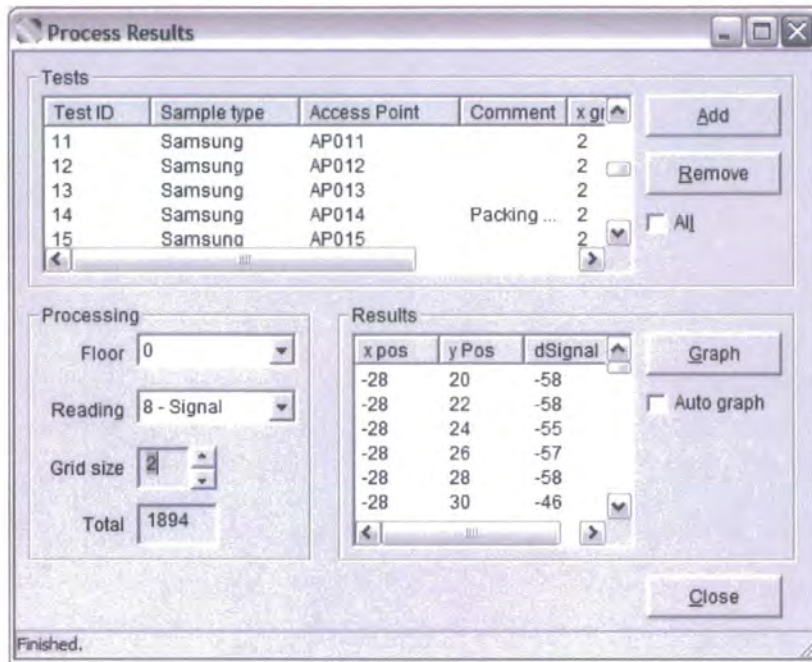 Process Results
Tests
Test ID Sample type Access Point Comment x gr
11 Samsung AP011 2
12 Samsung AP012 2
13 Samsung AP013 2
14 Samsung AP014 Packing ... 2
15 Samsung AP015 2
Add
Remove
All
Processing
Floor 0
Reading 8 - Signal
Grid size 2
Total 1894
Results
x pos y Pos dSignal
-28 20 -58
-28 22 -58
-28 24 -55
-28 26 -57
-28 28 -58
-28 30 -46
Graph
Auto graph
Close
Finished.